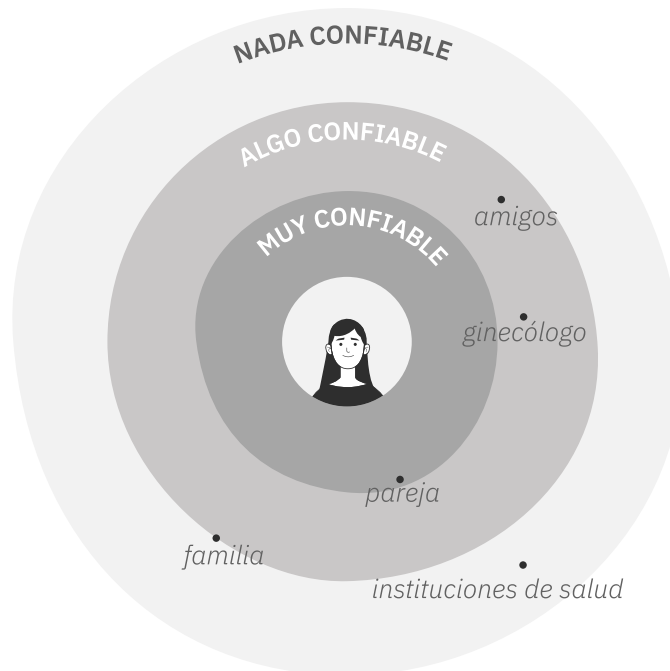 NADA CONFIABLE
ALGO CONFIABLE
MUY CONFIABLE
amigos
ginecólogo
pareja
familia
instituciones de salud